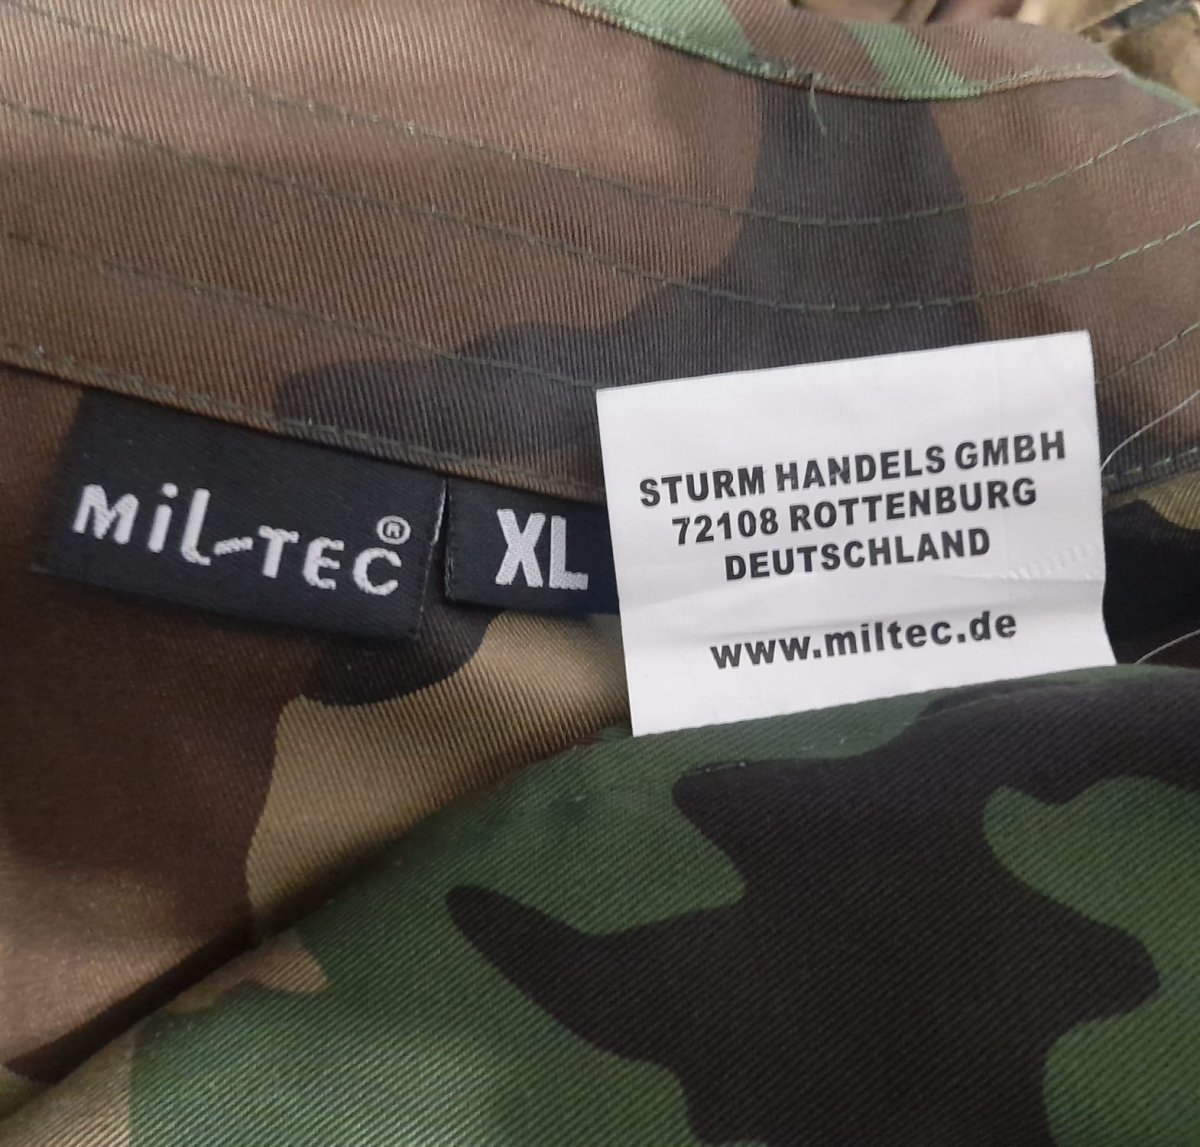 MiL-TEC®
XL
STURM HANDELS GMBH
72108 ROTTENBURG
DEUTSCHLAND
www.miltec.de